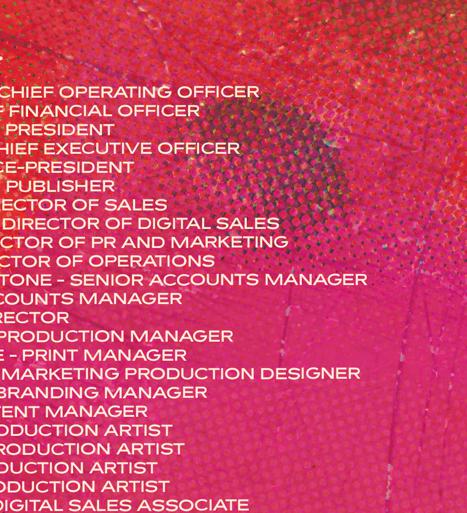 CHIEF OPERATING OFFICER
F FINANCIAL OFFICER
PRESIDENT
HIEF EXECUTIVE OFFICER
CE-PRESIDENT
PUBLISHER
ECTOR OF SALES
DIRECTOR OF DIGITAL SALES
CTOR OF PR AND MARKETING
CTOR OF OPERATIONS
TONE - SENIOR ACCOUNTS MANAGER
COUNTS MANAGER
RECTOR
PRODUCTION MANAGER
E - PRINT MANAGER
MARKETING PRODUCTION DESIGNER
BRANDING MANAGER
TENT MANAGER
ODUCTION ARTIST
RODUCTION ARTIST
DUCTION ARTIST
ODUCTION ARTIST
DIGITAL SALES ASSOCIATE